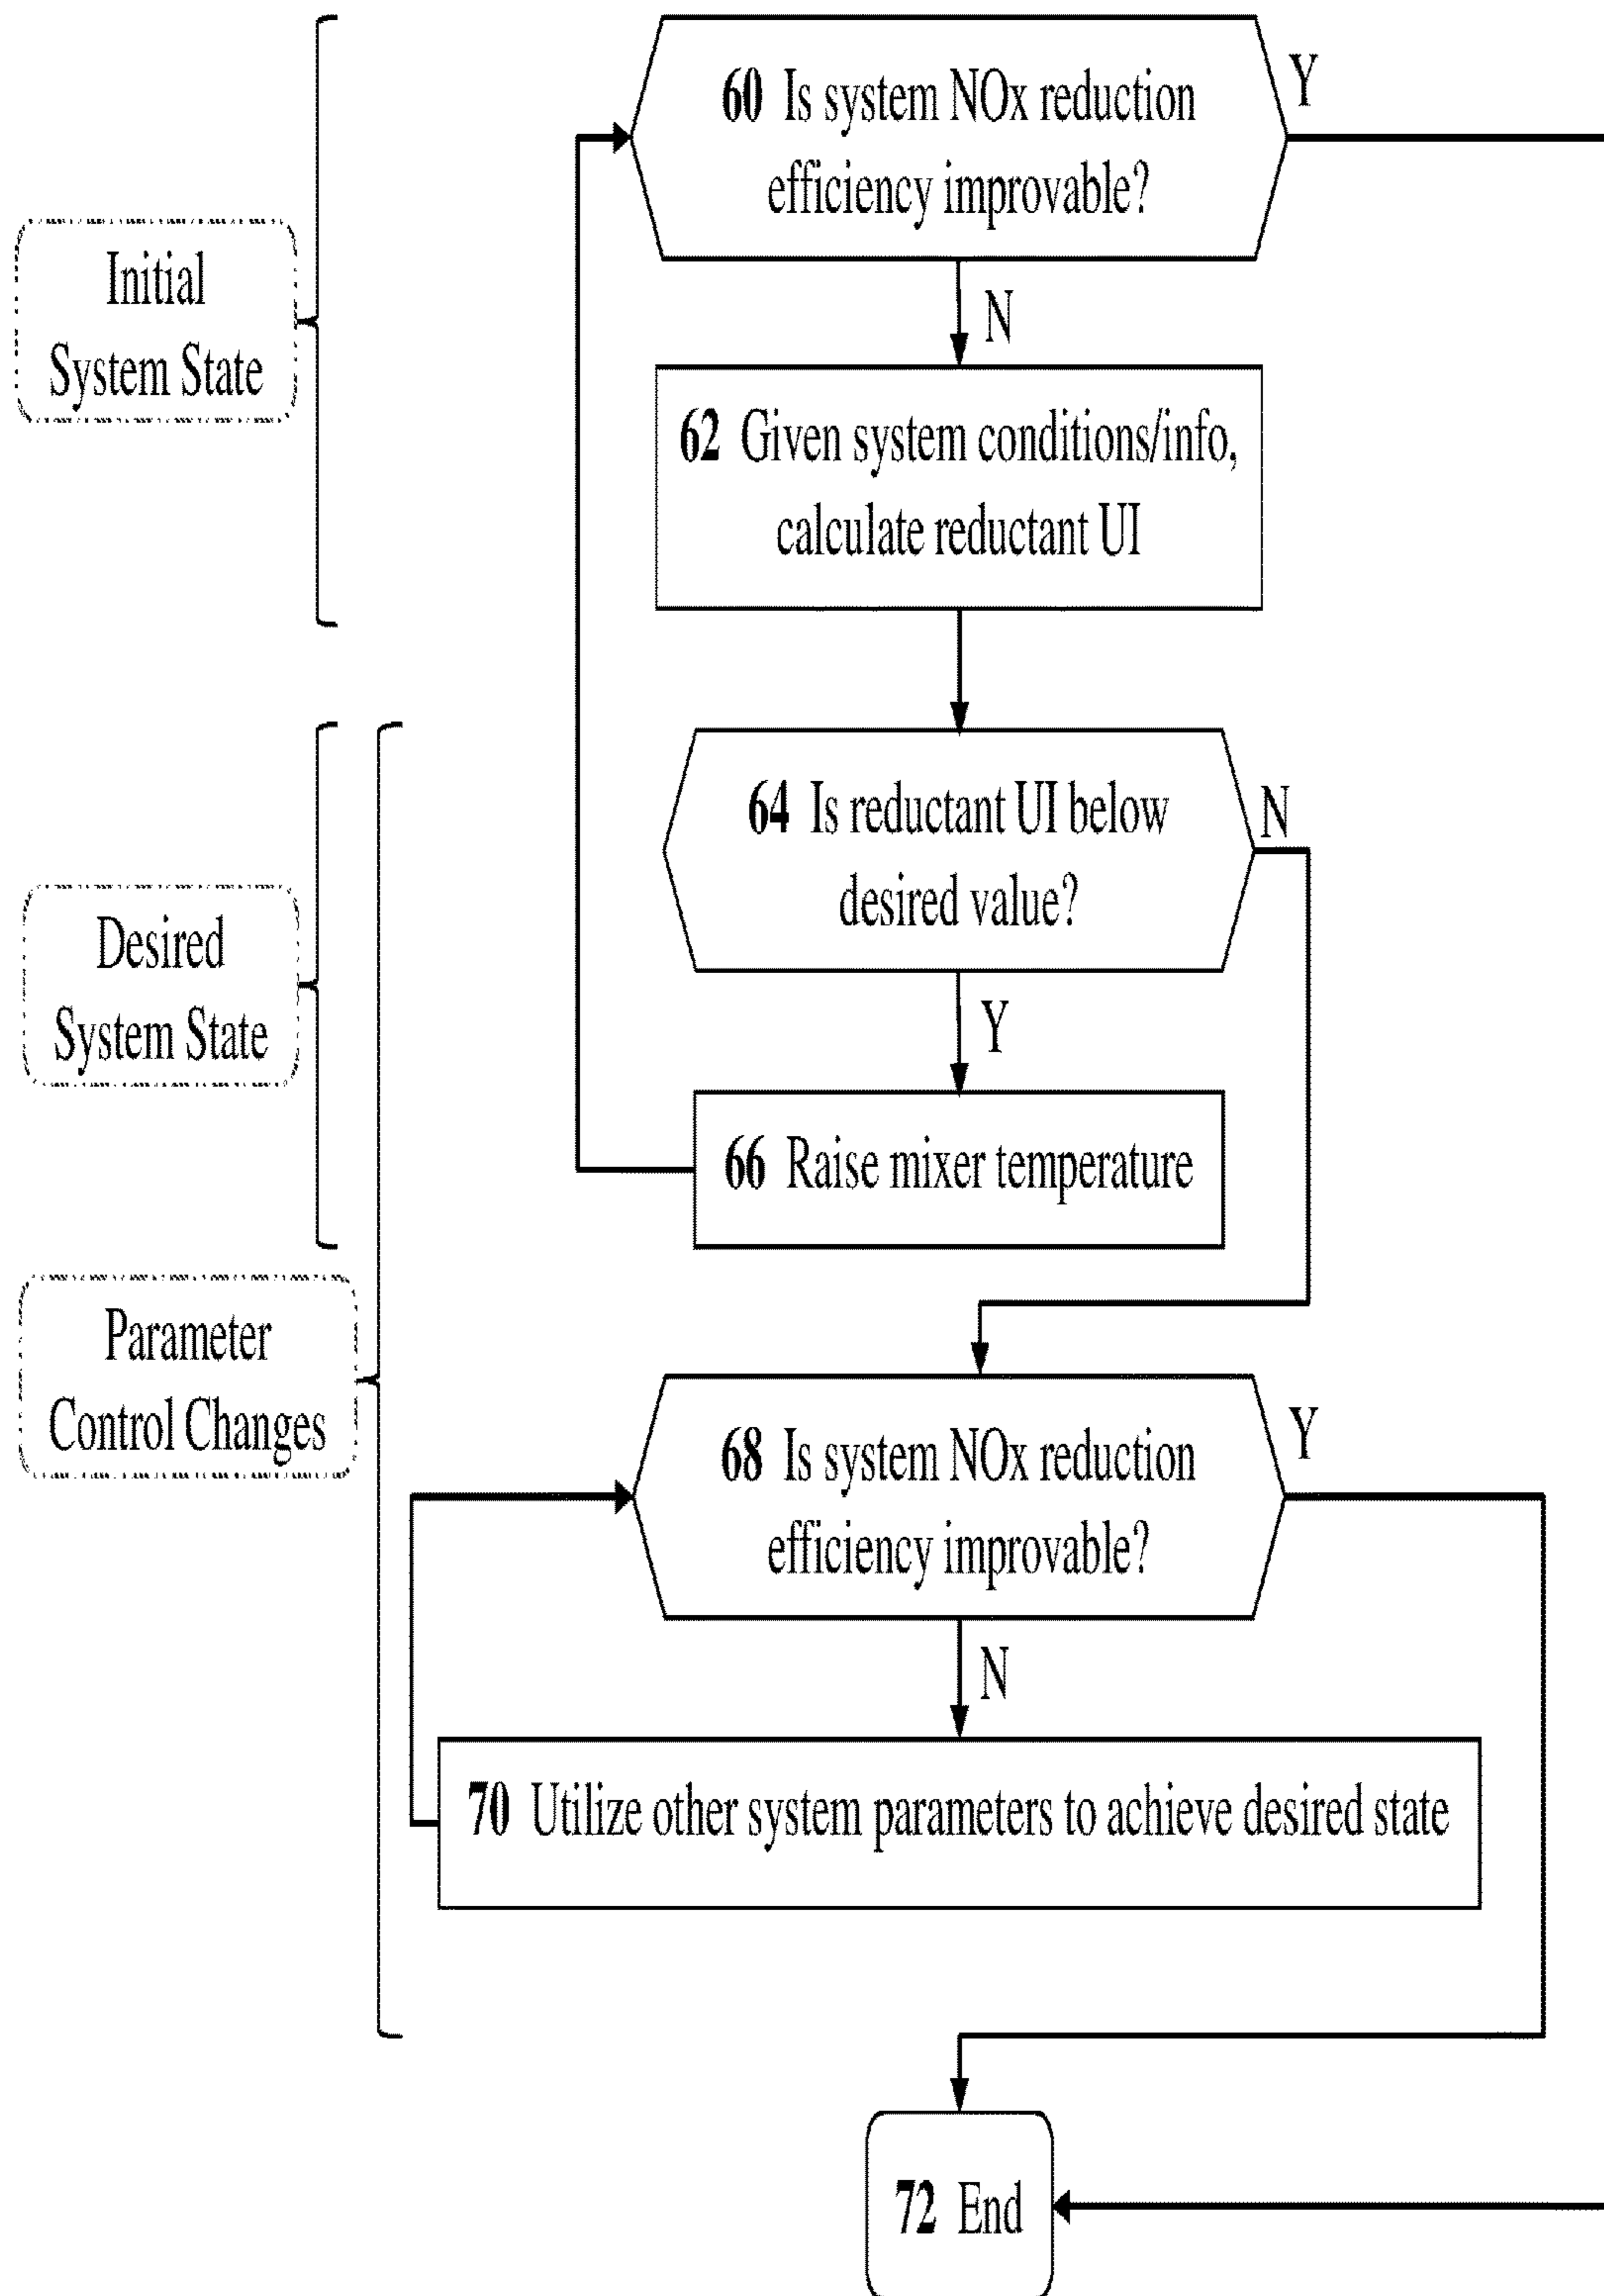 60 Is system NOx reduction
efficiency improvable?
Y
Initial
System State
N
62 Given system conditions/info,
calculate reductant UI
64 Is reductant UI below
desired value?
N
Desired
System State
Y
66 Raise mixer temperature
Parameter
Control Changes
68 Is system NOx reduction
efficiency improvable?
Y
N
70 Utilize other system parameters to achieve desired state
72 End